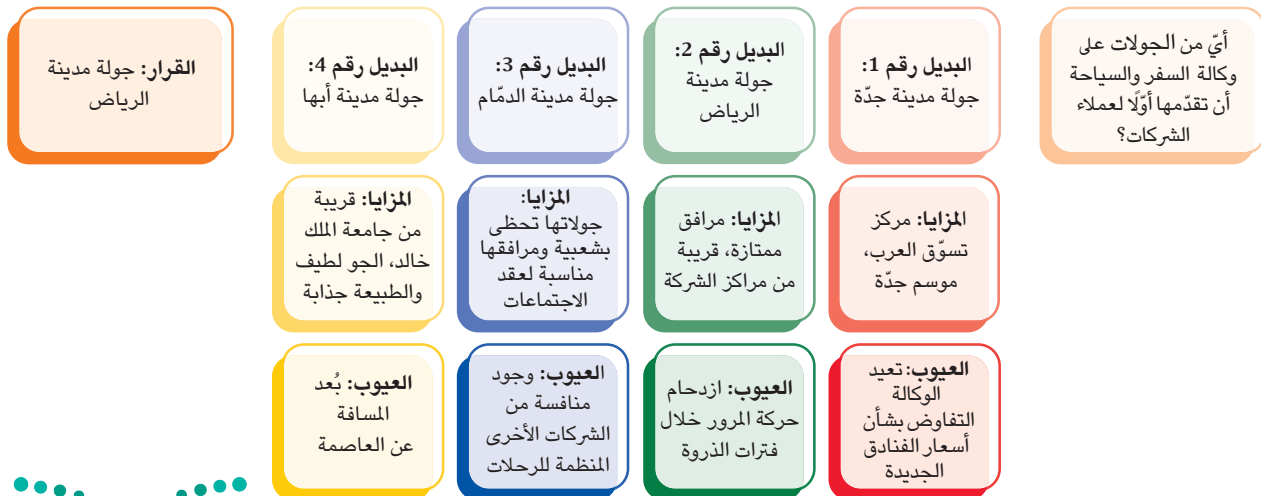 أيّ من الجولات على
وكالة السفر والسياحة
أن تقدّمها أوّلًا لعملاء
الشركات؟
البديل رقم 1:
جولة مدينة جدّة
المزايا: مركز
تسوّق العرب،
موسم جدّة
العيوب: تعيد
الوكالة
التفاوض بشأن
أسعار الفنادق
الجديدة
البديل رقم 2:
جولة مدينة
الرياض
المزايا: مرافق
ممتازة، قريبة
من مراكز الشركة
العيوب: ازدحام
حركة المرور خلال
فترات الذروة
البديل رقم 3:
جولة مدينة الدمّام
المزايا:
جولاتها تحظى
بشعبية ومرافقها
مناسبة لعقد
الاجتماعات
العيوب: وجود
منافسة من
الشركات الأخرى
المنظمة للرحلات
البديل رقم 4:
جولة مدينة أبها
المزايا: قريبة
من جامعة الملك
خالد، الجو لطيف
والطبيعة جذابة
العيوب: بُعد
المسافة
عن العاصمة
القرار: جولة مدينة
الرياض